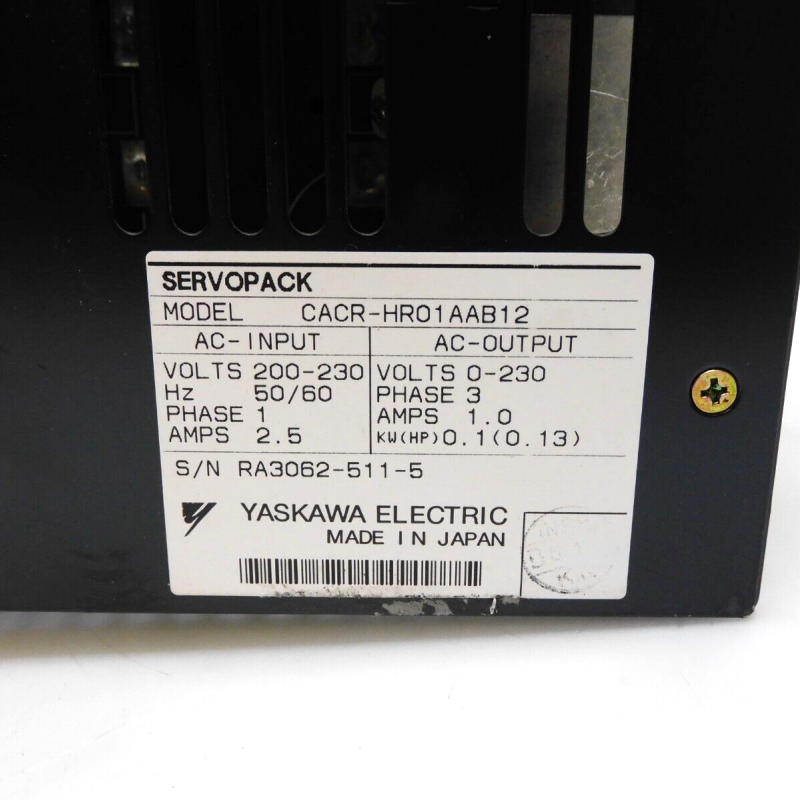 SERVOPACK
MODEL CACR-HR01AAB12
AC-INPUT AC-OUTPUT
VOLTS 200-230 VOLTS 0-230
Hz 50/60 PHASE 3
PHASE 1 AMPS 1.0
AMPS 2.5 KW(HP)0.1(0.13)
S/N RA3062-511-5
YASKAWA ELECTRIC
MADE IN JAPAN